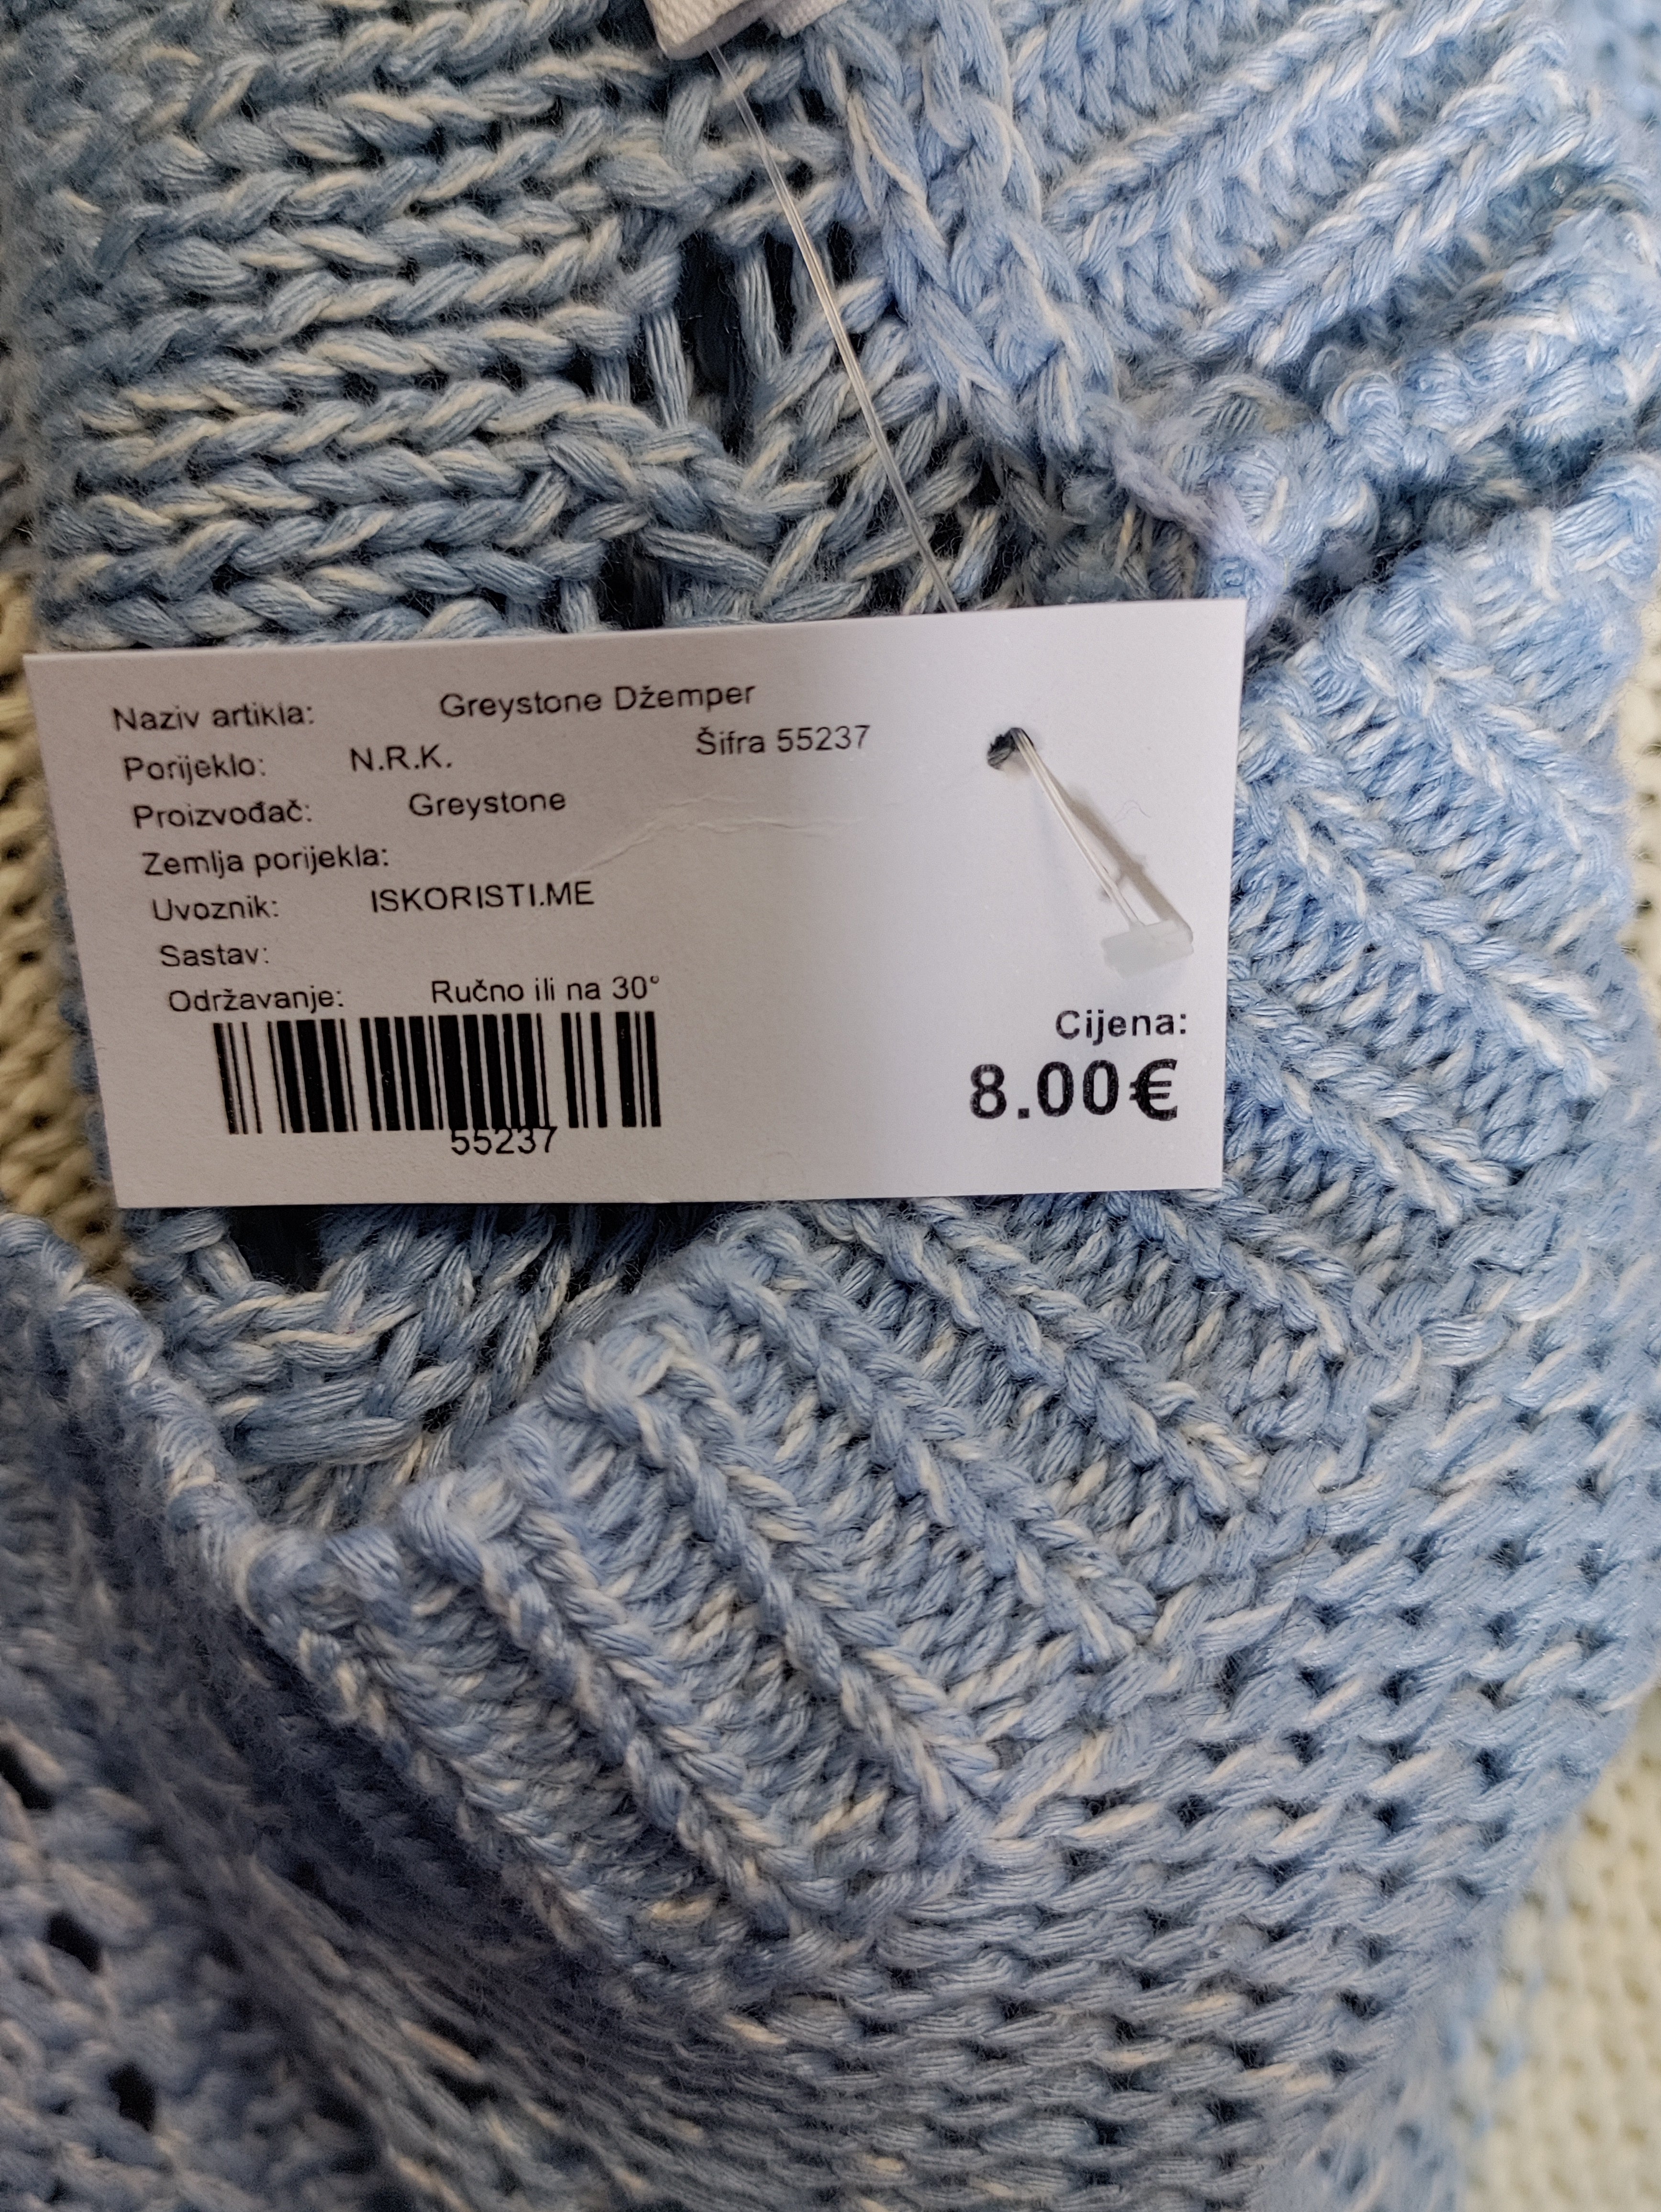 Naziv artikla: Greystone Džemper
Porijeklo: N.R.K. Šifra 55237
Proizvođač: Greystone
Zemlja porijekla:
Uvoznik: ISKORISTI.ME
Sastav:
Održavanje: Ručno ili na 30°
55237
Cijena:
8.00€